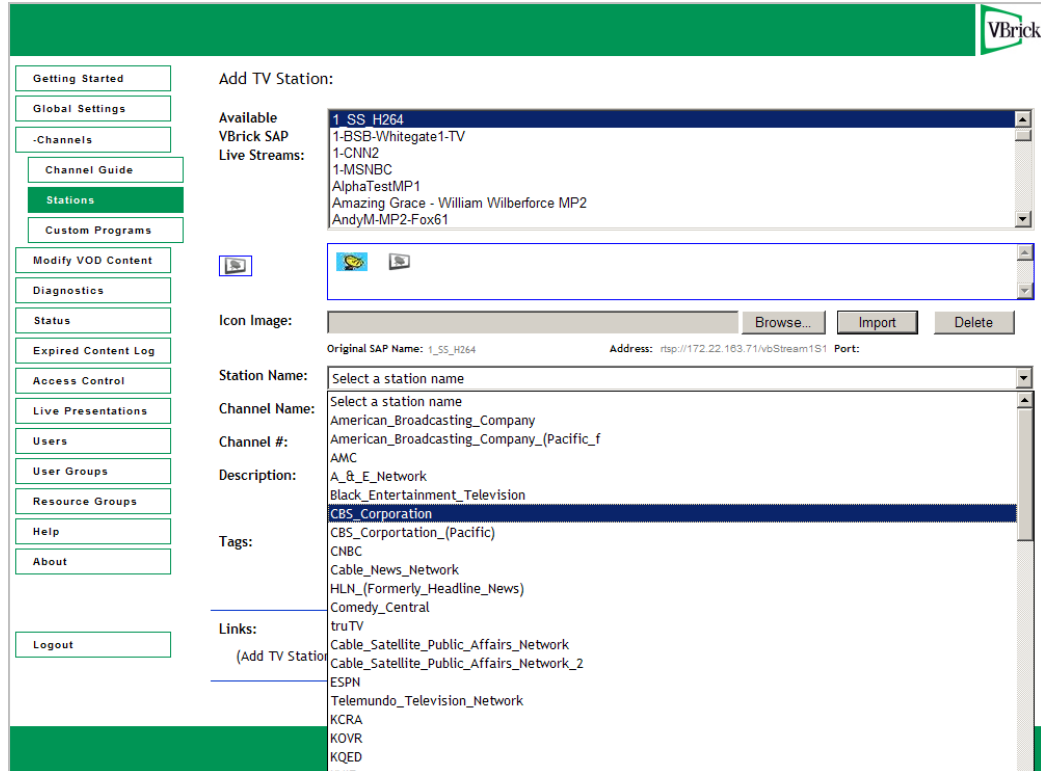 VBrick
Getting Started
Global Settings
-Channels
Channel Guide
Stations
Custom Programs
Modify VOD Content
Diagnostics
Status
Expired Content Log
Access Control
Live Presentations
Users
User Groups
Resource Groups
Help
About
Logout
Add TV Station:
Available
VBrick SAP
Live Streams:
1_SS_H264
1-BSB-Whitegate1-TV
1-CNN2
1-MSNBC
AlphaTestMP1
Amazing Grace - William Wilberforce MP2
AndyM-MP2-Fox61
Icon Image:
Browse... Import Delete
Original SAP Name: 1_SS_H264 Address: rtsp://172.22.163.71/vbStream1S1 Port:
Station Name: Select a station name
Channel Name:
Channel #:
Description:
Tags:
Select a station name
American_Broadcasting_Company
American_Broadcasting_Company_(Pacific_f
AMC
A_&_E_Network
Black_Entertainment_Television
CBS_Corporation
CBS_Corportation_(Pacific)
CNBC
Cable_News_Network
HLN_(Formerly_Headline_News)
Comedy_Central
truTV
Cable_Satellite_Public_Affairs_Network
Cable_Satellite_Public_Affairs_Network_2
ESPN
Telemundo_Television_Network
KCRA
KOVR
KQED
Links:
(Add TV Statio